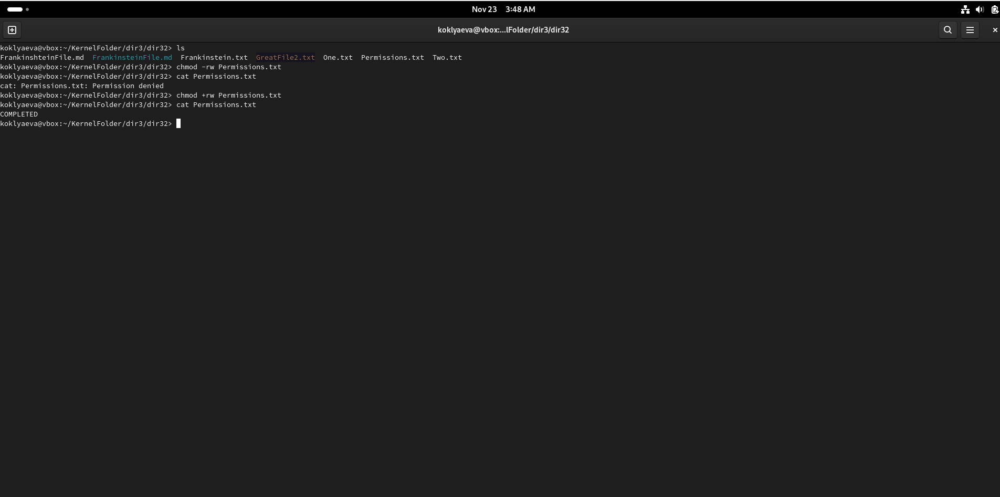 Nov 23 3:48 AM
koklyaeva@vbox:...lFolder/dir3/dir32
koklyaeva@vbox:~/KernelFolder/dir3/dir32> ls
FrankinshteinFile.md  FrankinsteinFile.md  Frankinstein.txt  GreatFile2.txt  One.txt  Permissions.txt  Two.txt
koklyaeva@vbox:~/KernelFolder/dir3/dir32> chmod -rw Permissions.txt
koklyaeva@vbox:~/KernelFolder/dir3/dir32> cat Permissions.txt
cat: Permissions.txt: Permission denied
koklyaeva@vbox:~/KernelFolder/dir3/dir32> chmod +rw Permissions.txt
koklyaeva@vbox:~/KernelFolder/dir3/dir32> cat Permissions.txt
COMPLETED
koklyaeva@vbox:~/KernelFolder/dir3/dir32>